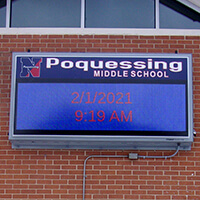 N Poquessing
MIDDLE SCHOOL
2/1/2021
9:19 AM